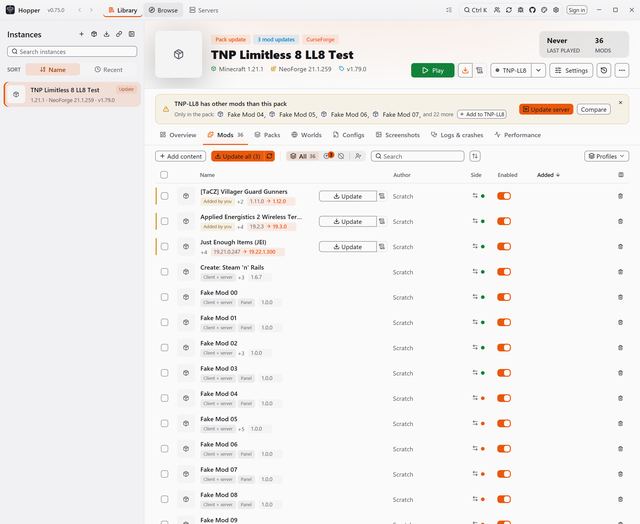 Hopper v0.75.0 Library Browse Servers Ctrl K Sign in
Instances
Search instances
SORT Name Recent
TNP Limitless 8 LL8 Test Update
1.21.1 · NeoForge 21.1.259 · v1.79.0
Pack update 3 mod updates CurseForge
TNP Limitless 8 LL8 Test
Minecraft 1.21.1 NeoForge 21.1.259 v1.79.0
Never 36
LAST PLAYED MODS
Play TNP-LL8 Settings
TNP-LL8 has other mods than this pack
Only in the pack: Fake Mod 04, Fake Mod 05, Fake Mod 06, Fake Mod 07, and 22 more + Add to TNP-LL8
Update server Compare
Overview Mods 36 Packs Worlds Configs Screenshots Logs & crashes Performance
+ Add content Update all (3) All 36 Search Profiles
Name Author Side Enabled Added
[TaCZ] Villager Guard Gunners Update Scratch
Added by you +2 1.11.0 → 1.12.0
Applied Energistics 2 Wireless Ter... Update Scratch
Added by you +4 19.2.3 → 19.3.0
Just Enough Items (JEI) Update Scratch
+4 19.21.0.247 → 19.22.1.300
Create: Steam 'n' Rails Scratch
Client + server +3 1.6.7
Fake Mod 00 Scratch
Client + server Panel 1.0.0
Fake Mod 01 Scratch
Client + server Panel 1.0.0
Fake Mod 02 Scratch
Client + server +3 1.0.0
Fake Mod 03 Scratch
Client + server Panel 1.0.0
Fake Mod 04 Scratch
Client + server Panel 1.0.0
Fake Mod 05 Scratch
Client + server +5 1.0.0
Fake Mod 06 Scratch
Client + server Panel 1.0.0
Fake Mod 07 Scratch
Client + server Panel 1.0.0
Fake Mod 08 Scratch
Client + server Panel 1.0.0
Fake Mod 09 Scratch